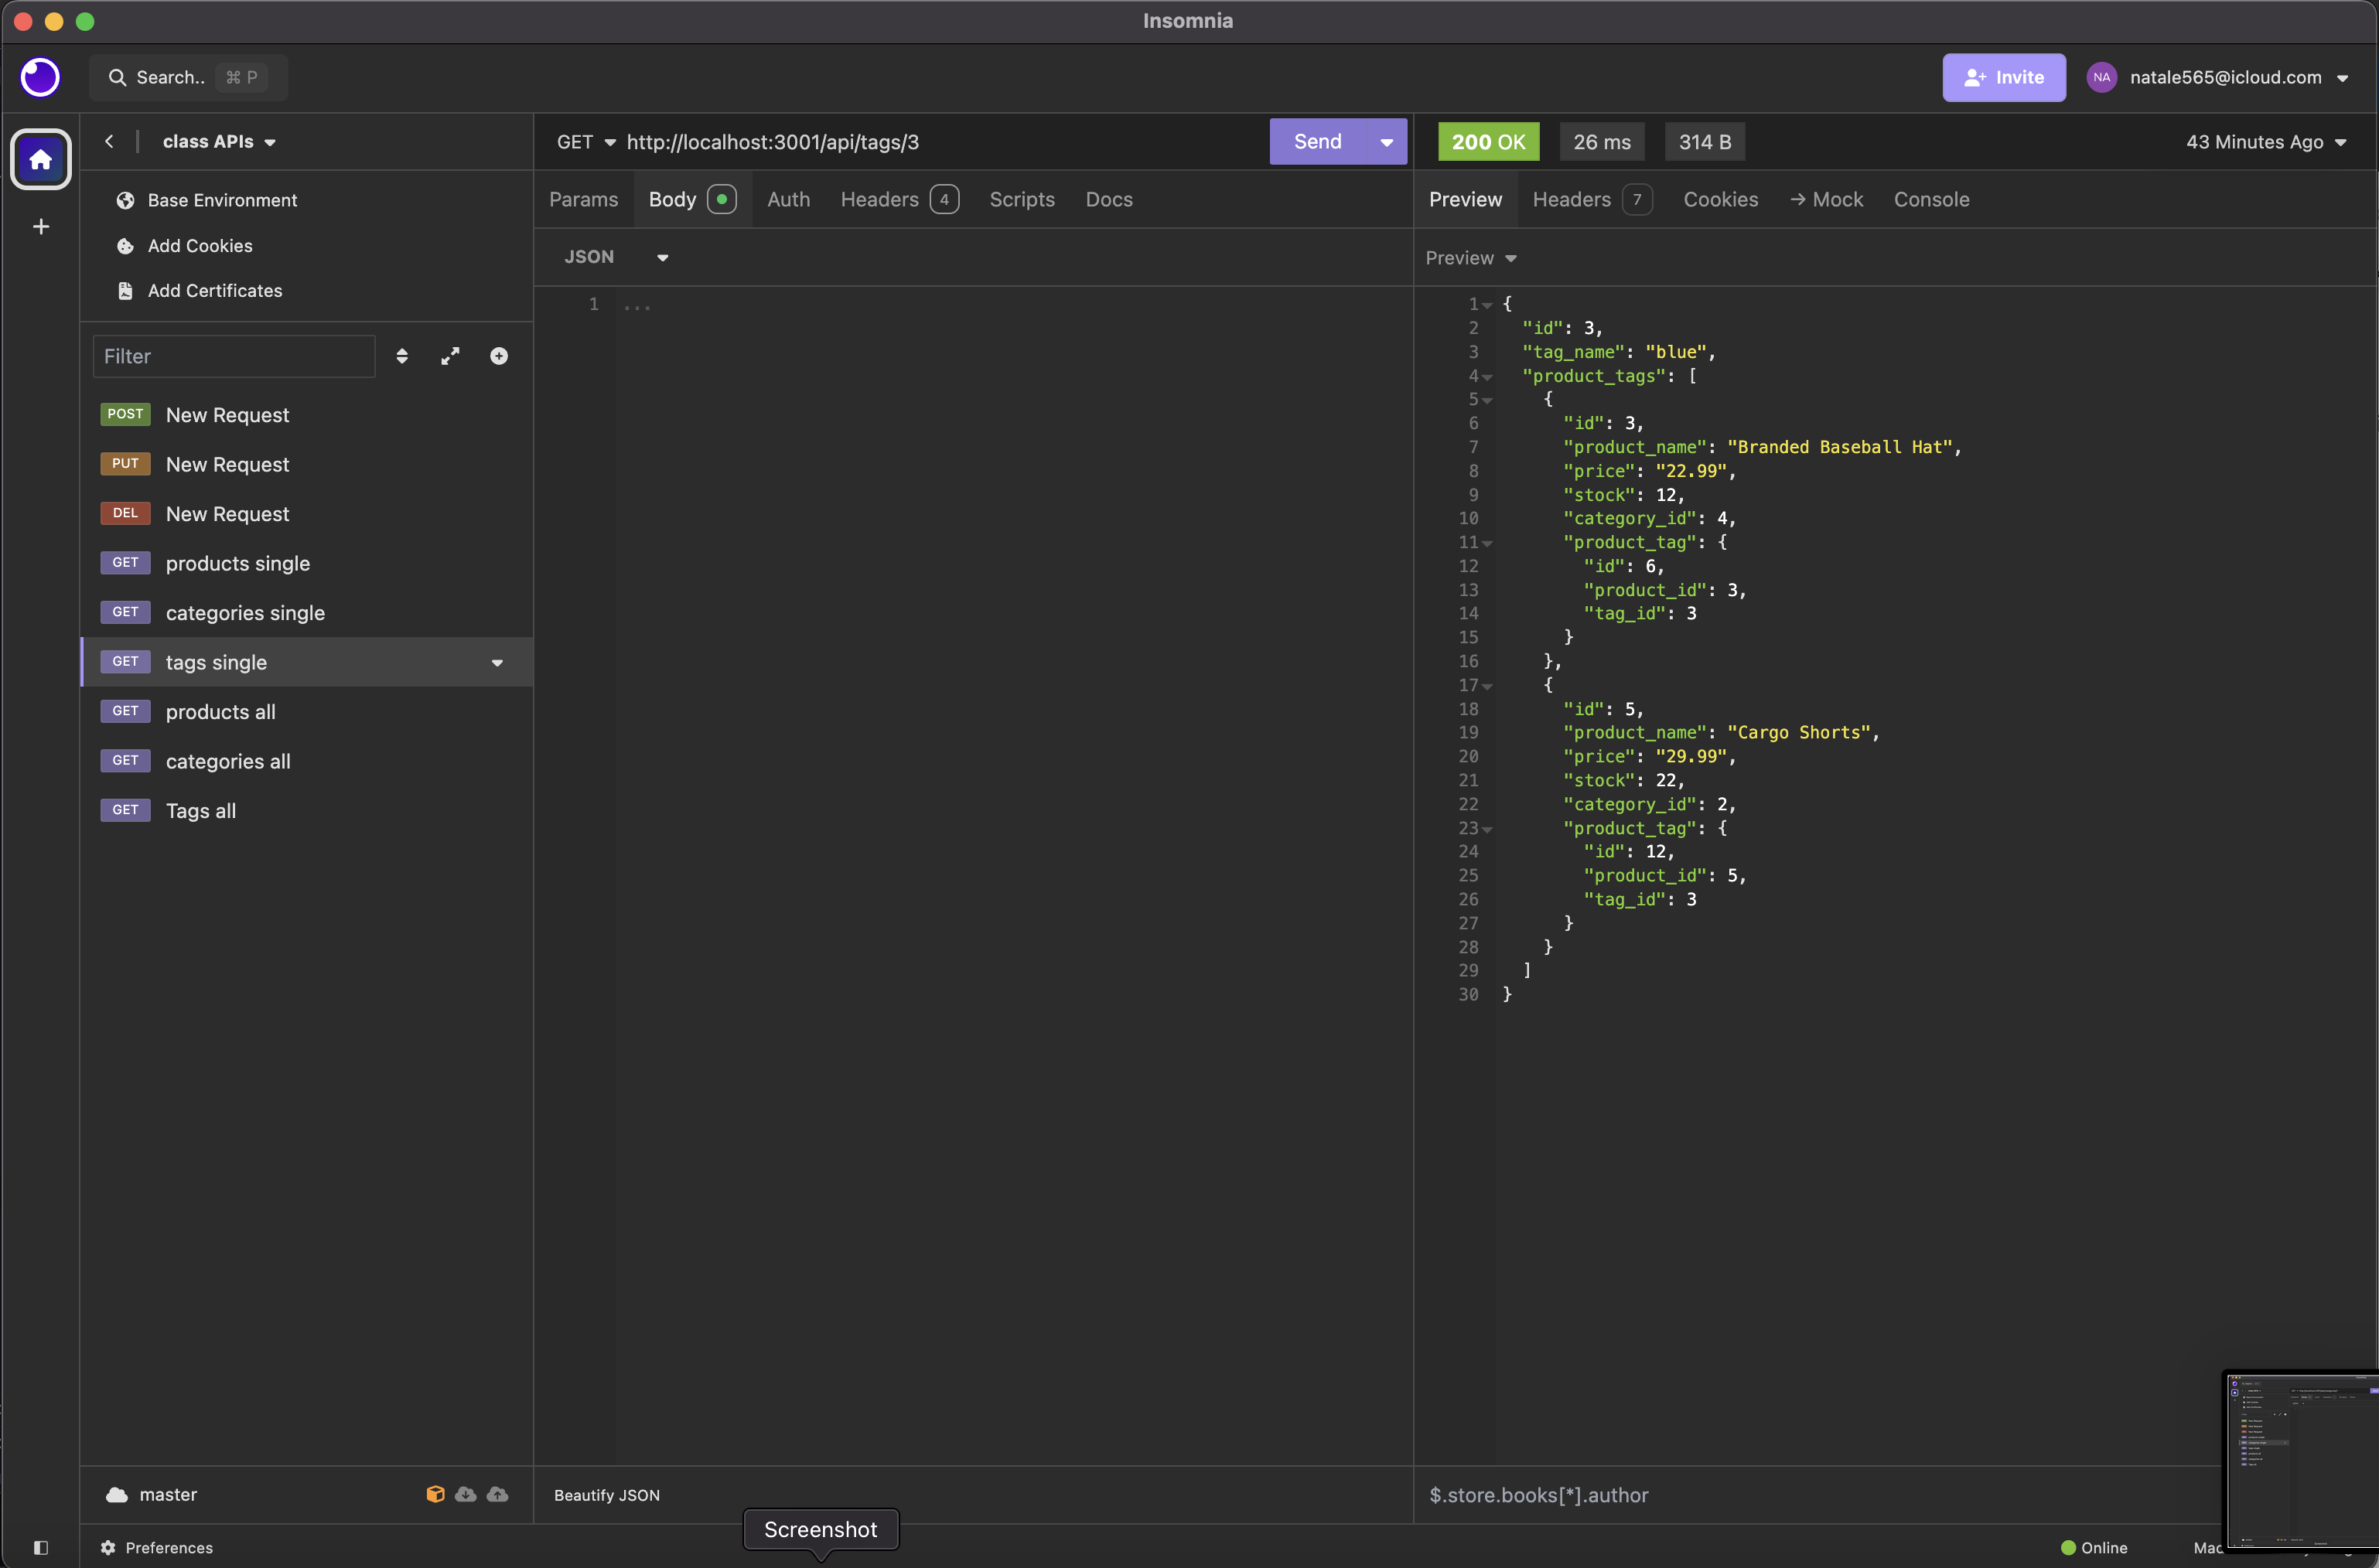 Insomnia
Search.. ⌘ P
Invite
NA natale565@icloud.com
class APIs
Base Environment
Add Cookies
Add Certificates
Filter
POST New Request
PUT New Request
DEL New Request
GET products single
GET categories single
GET tags single
GET products all
GET categories all
GET Tags all
master
Preferences
GET http://localhost:3001/api/tags/3 Send
Params Body Auth Headers 4 Scripts Docs
JSON
1 ...
Beautify JSON
Screenshot
200 OK 26 ms 314 B 43 Minutes Ago
Preview Headers 7 Cookies → Mock Console
Preview
1 {
2 "id": 3,
3 "tag_name": "blue",
4 "product_tags": [
5 {
6 "id": 3,
7 "product_name": "Branded Baseball Hat",
8 "price": "22.99",
9 "stock": 12,
10 "category_id": 4,
11 "product_tag": {
12 "id": 6,
13 "product_id": 3,
14 "tag_id": 3
15 }
16 },
17 {
18 "id": 5,
19 "product_name": "Cargo Shorts",
20 "price": "29.99",
21 "stock": 22,
22 "category_id": 2,
23 "product_tag": {
24 "id": 12,
25 "product_id": 5,
26 "tag_id": 3
27 }
28 }
29 ]
30 }
$.store.books[*].author
Online